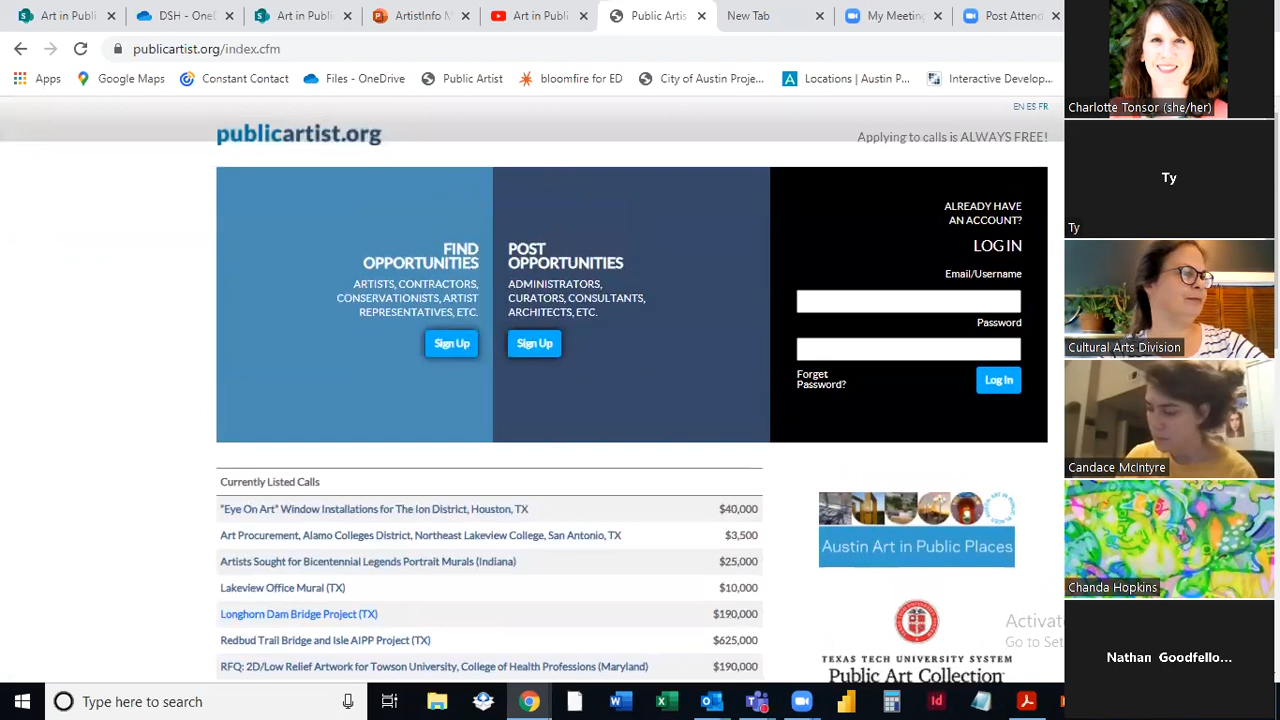 Art in Publi
DSH - OneD
Art in Publi
ArtistInfo M
Art in Publi
Public Artis
New Tab
My Meeting
Post Attend
publicartist.org/index.cfm
Apps
Google Maps
Constant Contact
Files - OneDrive
Public Artist
bloomfire for ED
City of Austin Proje...
Locations | Austin P...
Interactive Develop...
EN ES FR
publicartist.org
Applying to calls is ALWAYS FREE!
FIND
OPPORTUNITIES
ARTISTS, CONTRACTORS,
CONSERVATIONISTS, ARTIST
REPRESENTATIVES, ETC.
Sign Up
POST
OPPORTUNITIES
ADMINISTRATORS,
CURATORS, CONSULTANTS,
ARCHITECTS, ETC.
Sign Up
ALREADY HAVE
AN ACCOUNT?
LOG IN
Email/Username
Password
Forget
Password?
Log In
Currently Listed Calls
"Eye On Art" Window Installations for The Ion District, Houston, TX $40,000
Art Procurement, Alamo Colleges District, Northeast Lakeview College, San Antonio, TX $3,500
Artists Sought for Bicentennial Legends Portrait Murals (Indiana) $25,000
Lakeview Office Mural (TX) $10,000
Longhorn Dam Bridge Project (TX) $190,000
Redbud Trail Bridge and Isle AIPP Project (TX) $625,000
RFQ: 2D/Low Relief Artwork for Towson University, College of Health Professions (Maryland) $190,000
Austin Art in Public Places
TEXAS TECH UNIVERSITY SYSTEM
Public Art Collection
Activat
Go to Set
Charlotte Tonsor (she/her)
Ty
Ty
Cultural Arts Division
Candace McIntyre
Chanda Hopkins
Nathan Goodfello...
Type here to search